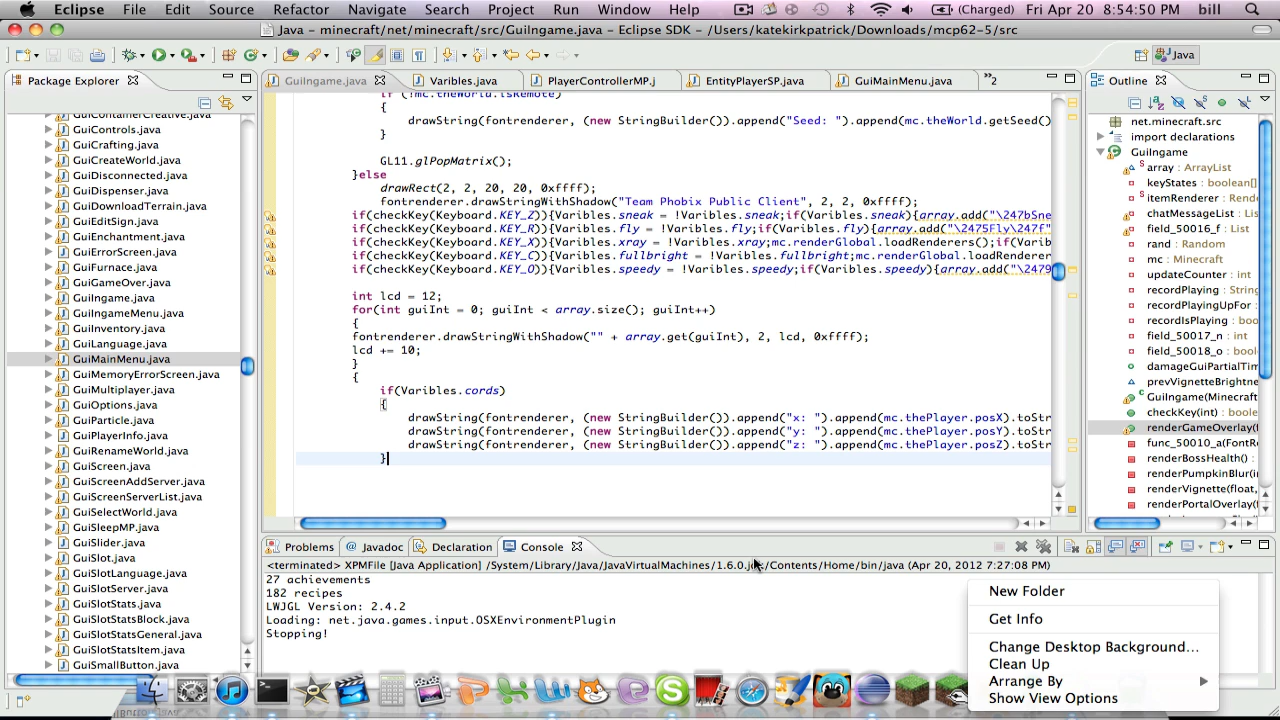 Eclipse File Edit Source Refactor Navigate Search Project Run Window Help (Charged) Fri Apr 20 8:54:50 PM bill
Java - minecraft/net/minecraft/src/GuiIngame.java - Eclipse SDK - /Users/katekirkpatrick/Downloads/mcp62-5/src
Java
Package Explorer
GuiContainerCreative.java
GuiControls.java
GuiCrafting.java
GuiCreateWorld.java
GuiDisconnected.java
GuiDispenser.java
GuiDownloadTerrain.java
GuiEditSign.java
GuiEnchantment.java
GuiErrorScreen.java
GuiFurnace.java
GuiGameOver.java
GuiIngame.java
GuiIngameMenu.java
GuiInventory.java
GuiLanguage.java
GuiMainMenu.java
GuiMemoryErrorScreen.java
GuiMultiplayer.java
GuiOptions.java
GuiParticle.java
GuiPlayerInfo.java
GuiRenameWorld.java
GuiScreen.java
GuiScreenAddServer.java
GuiScreenServerList.java
GuiSelectWorld.java
GuiSleepMP.java
GuiSlider.java
GuiSlot.java
GuiSlotLanguage.java
GuiSlotServer.java
GuiSlotStats.java
GuiSlotStatsBlock.java
GuiSlotStatsGeneral.java
GuiSlotStatsItem.java
GuiSmallButton.java
GuiIngame.java Varibles.java PlayerControllerMP.j EntityPlayerSP.java GuiMainMenu.java »2
if (!mc.theWorld.isRemote)
{
drawString(fontrenderer, (new StringBuilder()).append("Seed: ").append(mc.theWorld.getSeed()
}
GL11.glPopMatrix();
}else
drawRect(2, 2, 20, 20, 0xffff);
fontrenderer.drawStringWithShadow("Team Phobix Public Client", 2, 2, 0xffff);
if(checkKey(Keyboard.KEY_Z)){Varibles.sneak = !Varibles.sneak;if(Varibles.sneak){array.add("\247bSne
if(checkKey(Keyboard.KEY_R)){Varibles.fly = !Varibles.fly;if(Varibles.fly){array.add("\2475Fly\247f"
if(checkKey(Keyboard.KEY_X)){Varibles.xray = !Varibles.xray;mc.renderGlobal.loadRenderers();if(Varib
if(checkKey(Keyboard.KEY_C)){Varibles.fullbright = !Varibles.fullbright;mc.renderGlobal.loadRenderer
if(checkKey(Keyboard.KEY_O)){Varibles.speedy = !Varibles.speedy;if(Varibles.speedy){array.add("\2479
int lcd = 12;
for(int guiInt = 0; guiInt < array.size(); guiInt++)
{
fontrenderer.drawStringWithShadow("" + array.get(guiInt), 2, lcd, 0xffff);
lcd += 10;
}
{
if(Varibles.cords)
{
drawString(fontrenderer, (new StringBuilder()).append("x: ").append(mc.thePlayer.posX).toStr
drawString(fontrenderer, (new StringBuilder()).append("y: ").append(mc.thePlayer.posY).toStr
drawString(fontrenderer, (new StringBuilder()).append("z: ").append(mc.thePlayer.posZ).toStr
}
Outline
net.minecraft.src
import declarations
GuiIngame
array : ArrayList
keyStates : boolean[]
itemRenderer : Rende
chatMessageList : List
field_50016_f : List
rand : Random
mc : Minecraft
updateCounter : int
recordPlaying : String
recordPlayingUpFor :
recordIsPlaying : boole
field_50017_n : int
field_50018_o : int
damageGuiPartialTime
prevVignetteBrightne
GuiIngame(Minecraft
checkKey(int) : boolea
renderGameOverlay(f
func_50010_a(FontRe
renderBossHealth() :
renderPumpkinBlur(in
renderVignette(float,
renderPortalOverlay(
Problems Javadoc Declaration Console
<terminated> XPMFile [Java Application] /System/Library/Java/JavaVirtualMachines/1.6.0.jdk/Contents/Home/bin/java (Apr 20, 2012 7:27:08 PM)
27 achievements
182 recipes
LWJGL Version: 2.4.2
Loading: net.java.games.input.OSXEnvironmentPlugin
Stopping!
New Folder
Get Info
Change Desktop Background...
Clean Up
Arrange By
Show View Options